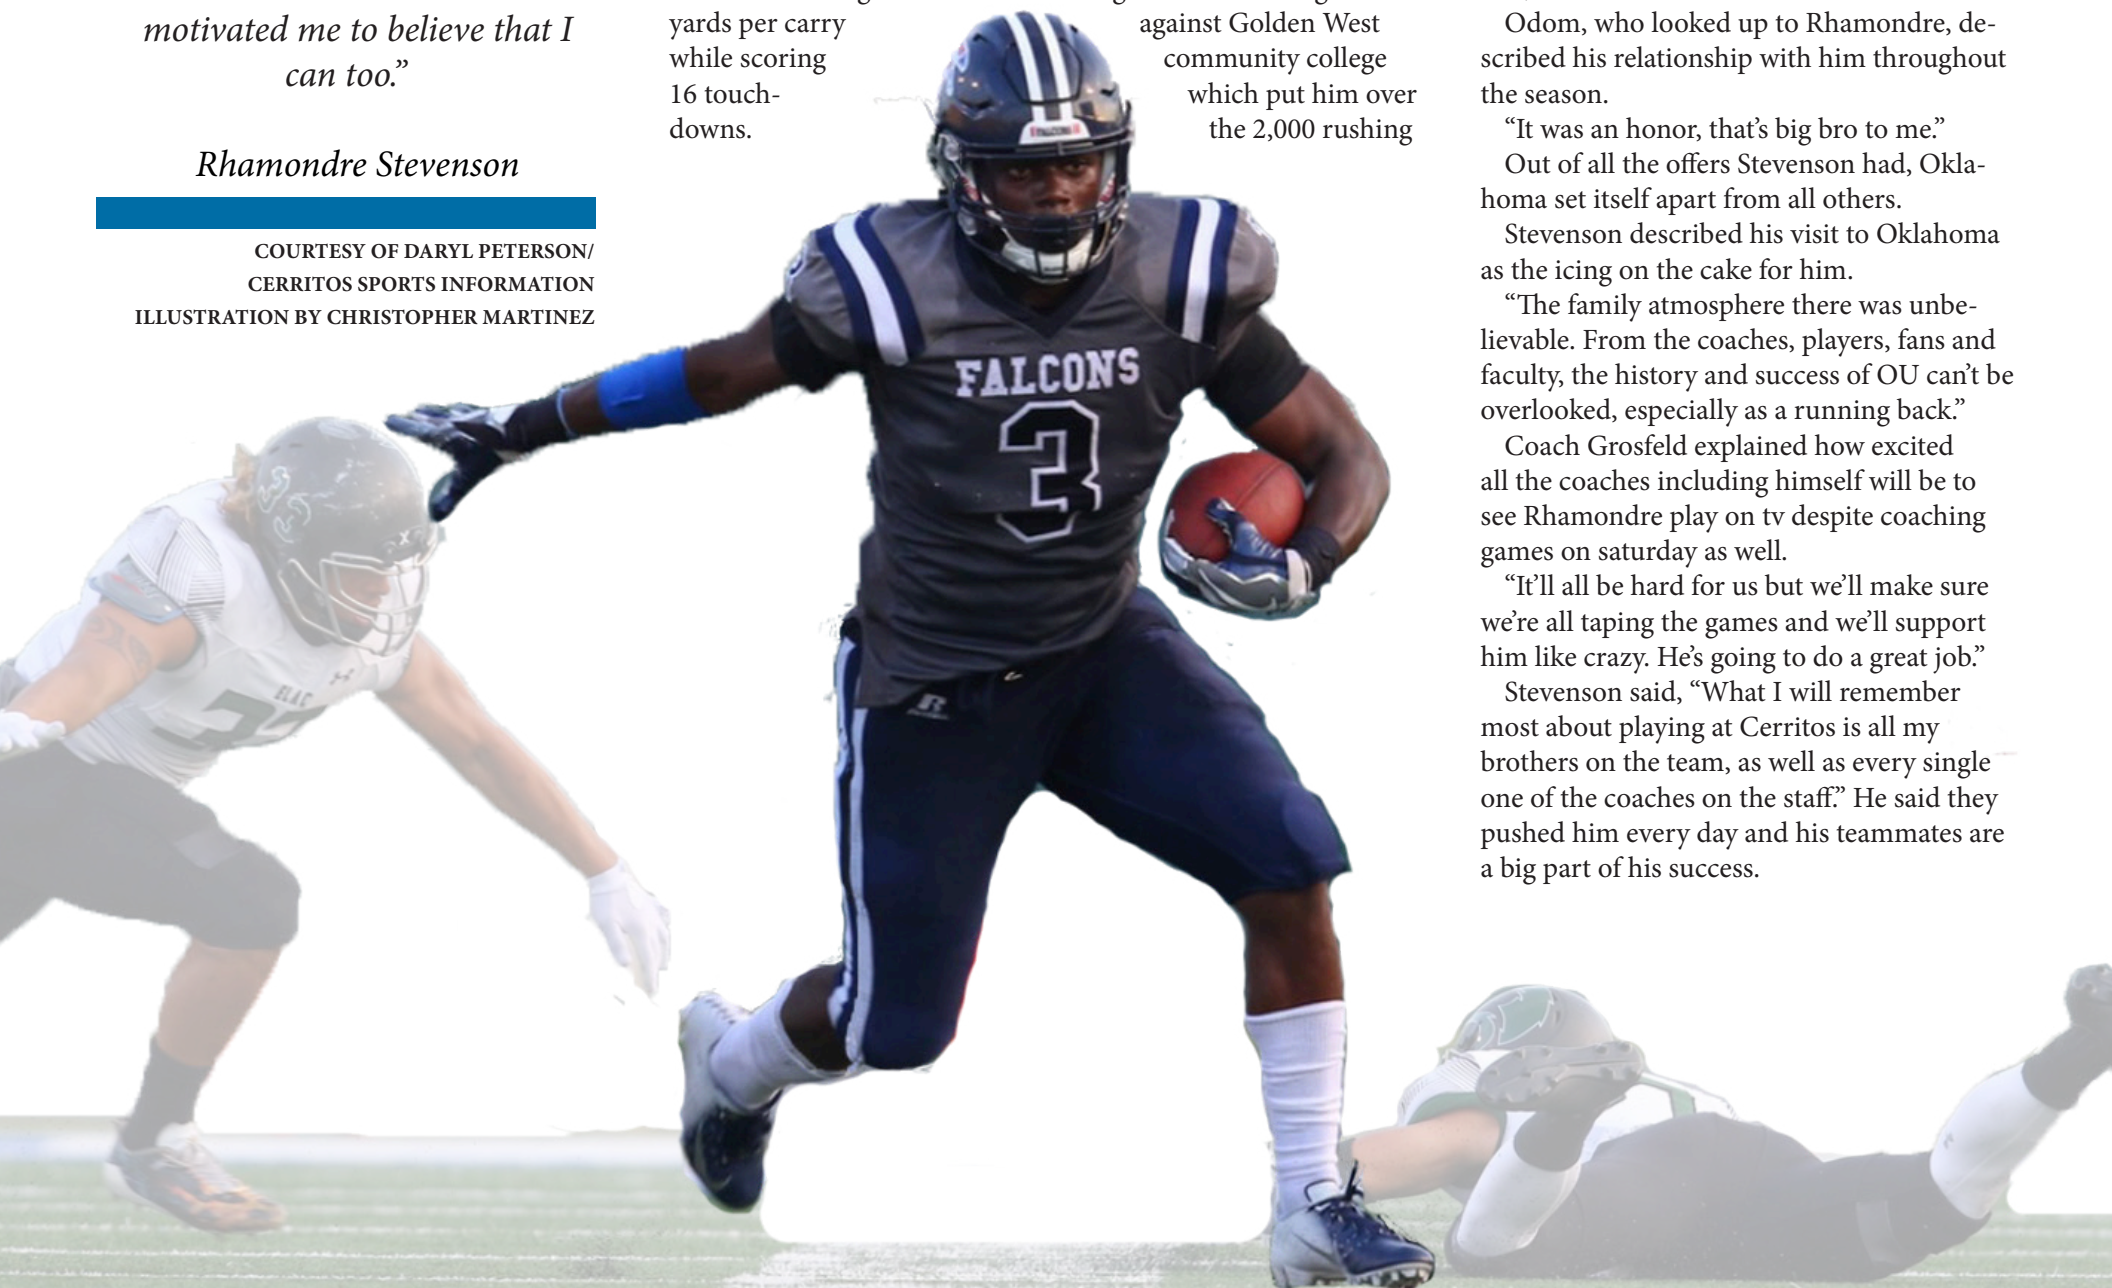 motivated me to believe that I
can too.”
Rhamondre Stevenson
COURTESY OF DARYL PETERSON/
CERRITOS SPORTS INFORMATION
ILLUSTRATION BY CHRISTOPHER MARTINEZ
yards per carry
while scoring
16 touch-
downs.
against Golden West
community college
which put him over
the 2,000 rushing
FALCONS
3
ELAC
Odom, who looked up to Rhamondre, de-
scribed his relationship with him throughout
the season.
“It was an honor, that’s big bro to me.”
Out of all the offers Stevenson had, Okla-
homa set itself apart from all others.
Stevenson described his visit to Oklahoma
as the icing on the cake for him.
“The family atmosphere there was unbe-
lievable. From the coaches, players, fans and
faculty, the history and success of OU can’t be
overlooked, especially as a running back.”
Coach Grosfeld explained how excited
all the coaches including himself will be to
see Rhamondre play on tv despite coaching
games on saturday as well.
“It’ll all be hard for us but we’ll make sure
we’re all taping the games and we’ll support
him like crazy. He’s going to do a great job.”
Stevenson said, “What I will remember
most about playing at Cerritos is all my
brothers on the team, as well as every single
one of the coaches on the staff.” He said they
pushed him every day and his teammates are
a big part of his success.